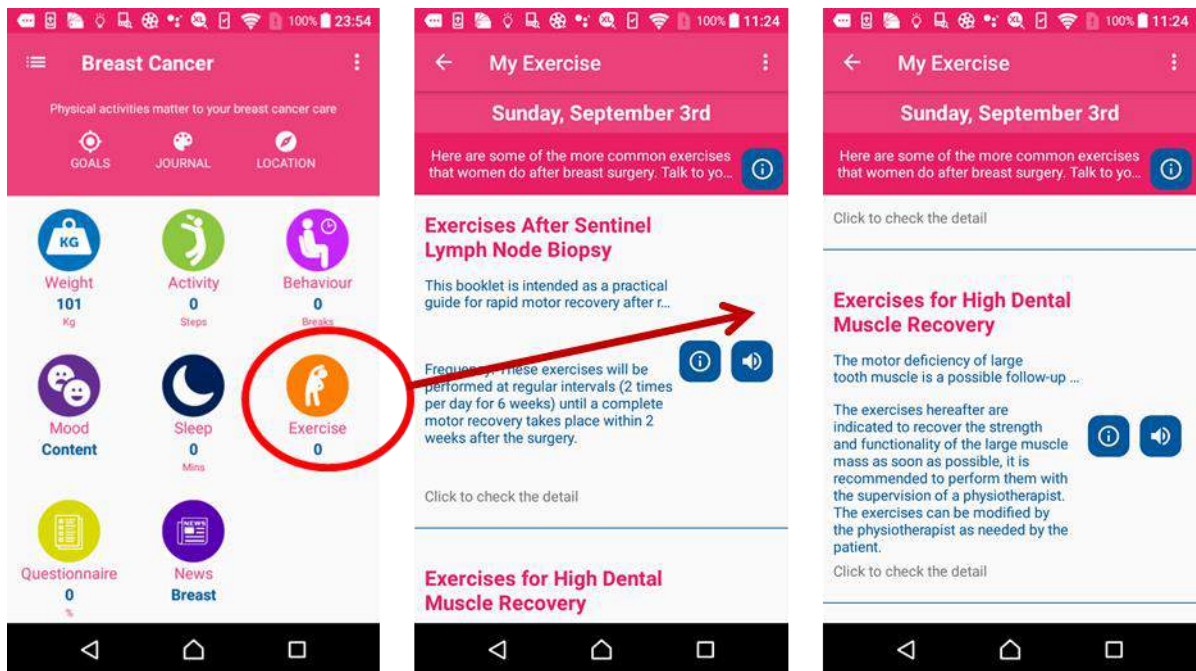 100% 23:54
Breast Cancer
Physical activities matter to your breast cancer care
GOALS JOURNAL LOCATION
KG
Weight Activity Behaviour
101 0 0
Kg Steps Breaks
Mood Sleep Exercise
Content 0 0
Mins
NEWS
Questionnaire News
0 Breast
%
100% 11:24
My Exercise
Sunday, September 3rd
Here are some of the more common exercises
that women do after breast surgery. Talk to yo...
Exercises After Sentinel
Lymph Node Biopsy
This booklet is intended as a practical
guide for rapid motor recovery after r...
Frequency: These exercises will be
performed at regular intervals (2 times
per day for 6 weeks) until a complete
motor recovery takes place within 2
weeks after the surgery.
Click to check the detail
Exercises for High Dental
Muscle Recovery
100% 11:24
My Exercise
Sunday, September 3rd
Here are some of the more common exercises
that women do after breast surgery. Talk to yo...
Click to check the detail
Exercises for High Dental
Muscle Recovery
The motor deficiency of large
tooth muscle is a possible follow-up ...
The exercises hereafter are
indicated to recover the strength
and functionality of the large muscle
mass as soon as possible, it is
recommended to perform them with
the supervision of a physiotherapist.
The exercises can be modified by
the physiotherapist as needed by the
patient.
Click to check the detail